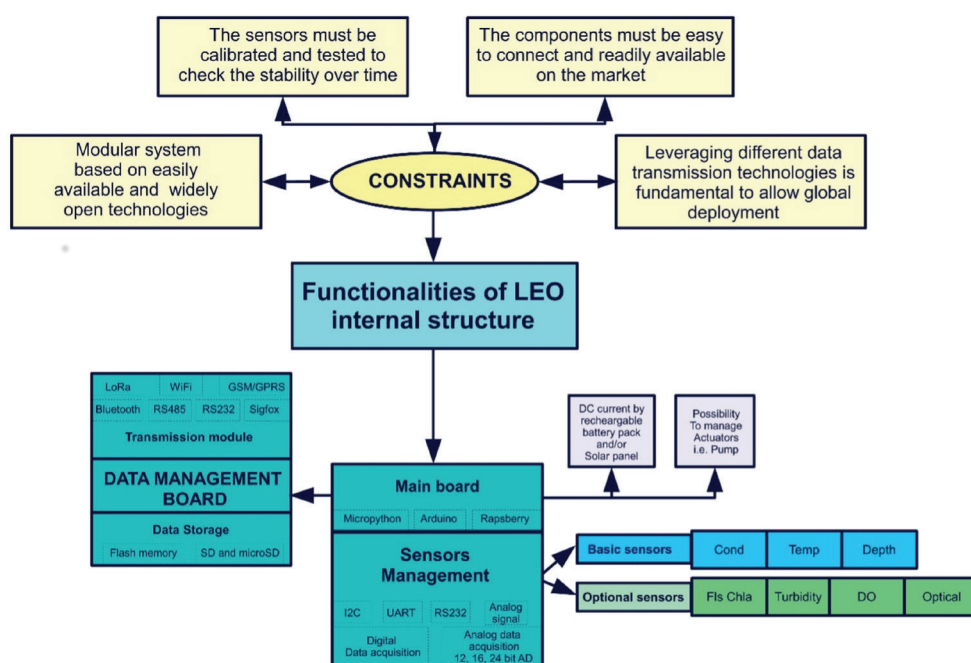 The sensors must be
calibrated and tested to
check the stability over time
The components must be easy
to connect and readily available
on the market
Modular system
based on easily
available and widely
open technologies
CONSTRAINTS
Leveraging different data
transmission technologies is
fundamental to allow global
deployment
Functionalities of LEO
internal structure
LoRa WiFi GSM/GPRS
Bluetooth RS485 RS232 Sigfox
Transmission module
DATA MANAGEMENT
BOARD
Data Storage
Flash memory SD and microSD
DC current by
recheargable
battery pack
and/or
Solar panel
Possibility
To manage
Actuators
i.e. Pump
Main board
Micropython Arduino Rapsberry
Sensors
Management
I2C UART RS232 Analog
signal
Digital
Data acquisition
Analog data
acquisition
12, 16, 24 bit AD
Basic sensors Cond Temp Depth
Optional sensors Fls Chla Turbidity DO Optical